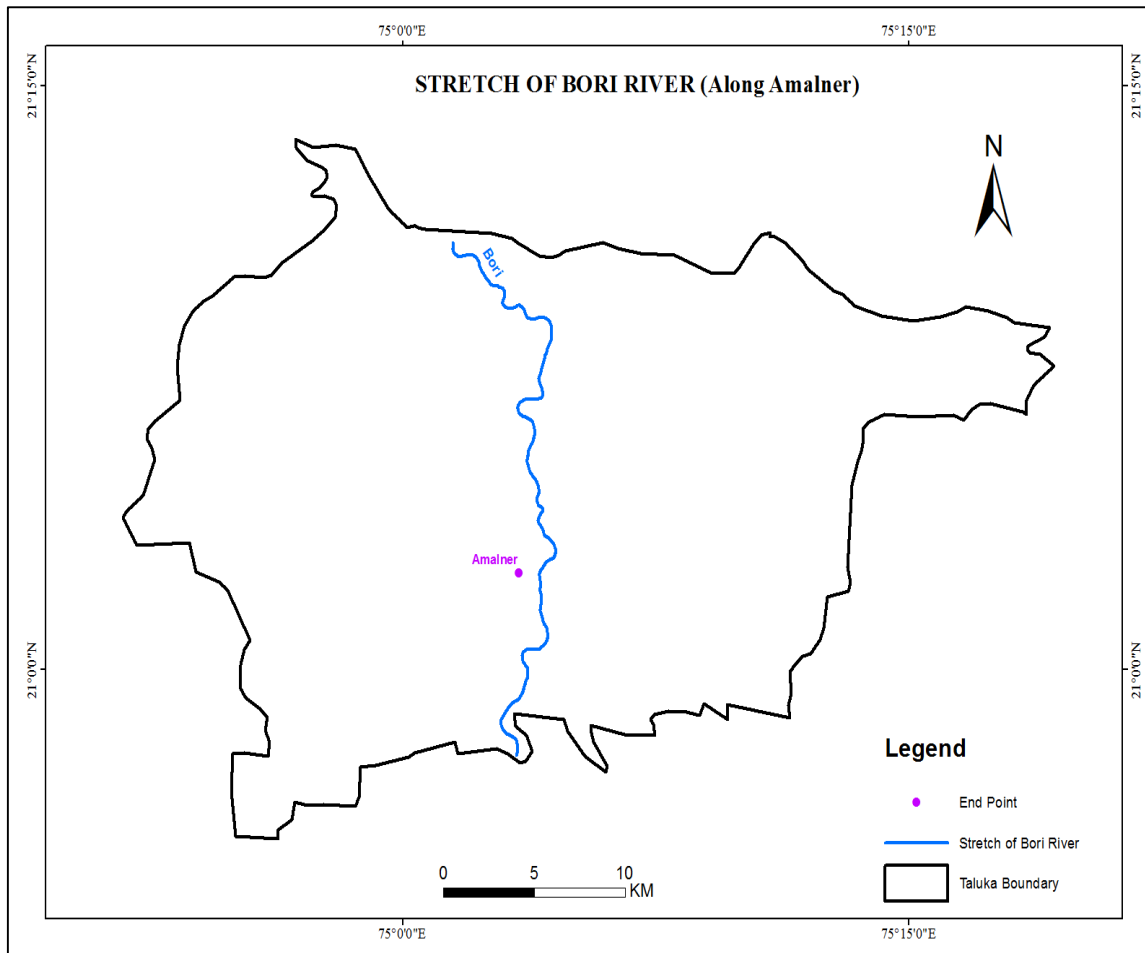 75°0'0"E
75°15'0"E
21°15'0"N
21°15'0"N
STRETCH OF BORI RIVER (Along Amalner)
N
Bori
Amalner
21°0'0"N
21°0'0"N
Legend
End Point
Stretch of Bori River
Taluka Boundary
0
5
10
KM
75°0'0"E
75°15'0"E